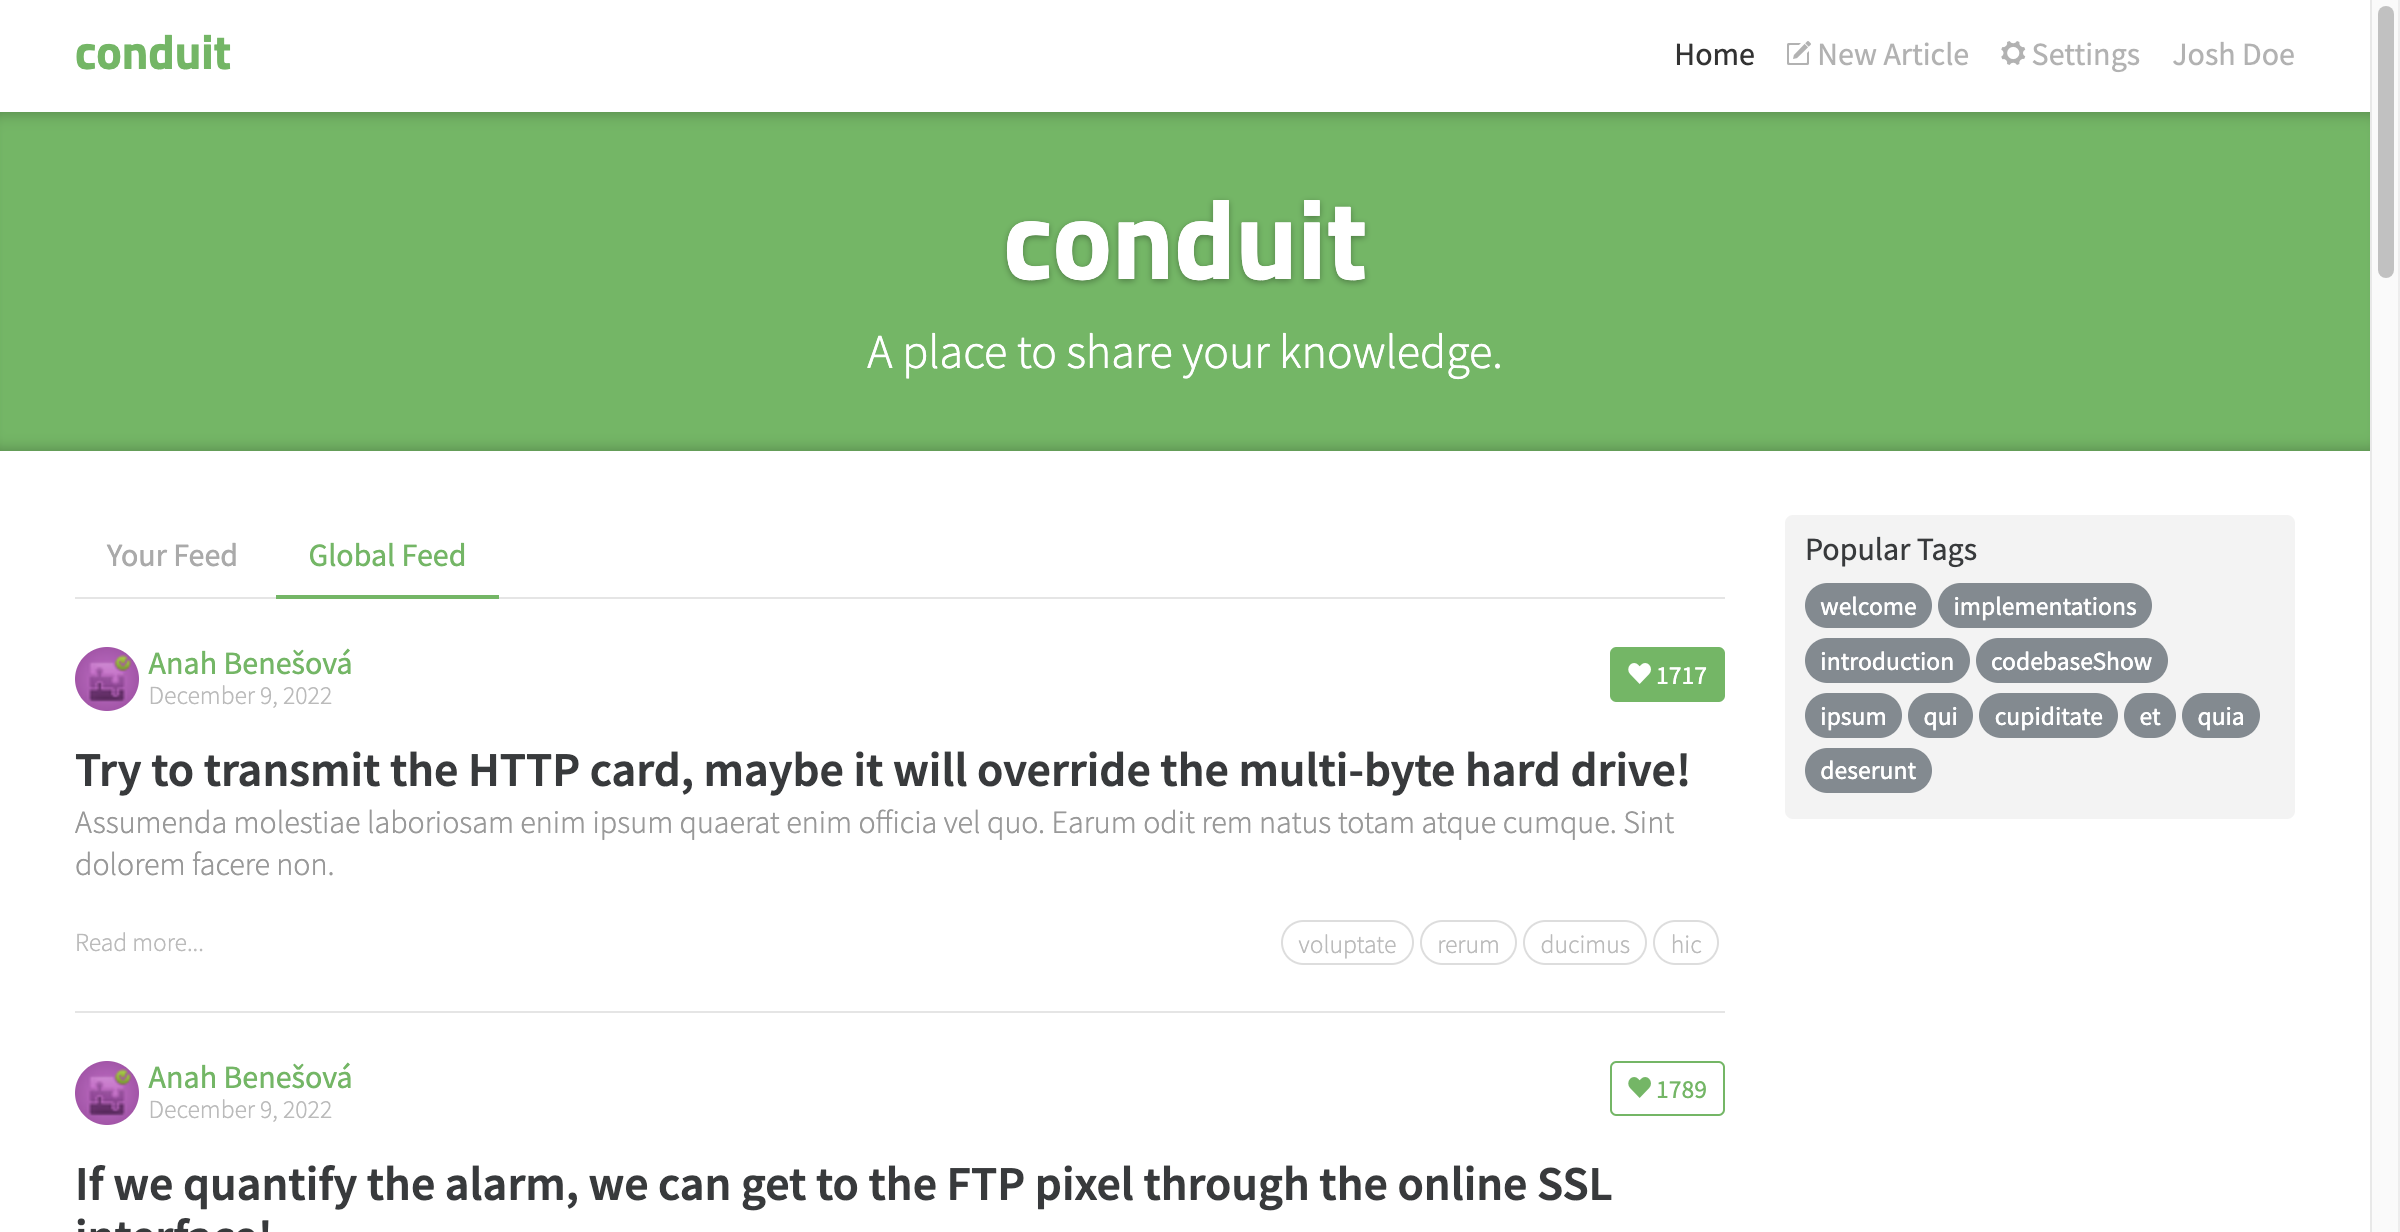 conduit
Home New Article Settings Josh Doe
conduit
A place to share your knowledge.
Your Feed Global Feed
Anah Benešová
December 9, 2022
1717
Try to transmit the HTTP card, maybe it will override the multi-byte hard drive!
Assumenda molestiae laboriosam enim ipsum quaerat enim officia vel quo. Earum odit rem natus totam atque cumque. Sint
dolorem facere non.
Read more...
voluptate rerum ducimus hic
Anah Benešová
December 9, 2022
1789
If we quantify the alarm, we can get to the FTP pixel through the online SSL
interface!
Popular Tags
welcome implementations
introduction codebaseShow
ipsum qui cupiditate et quia
deserunt